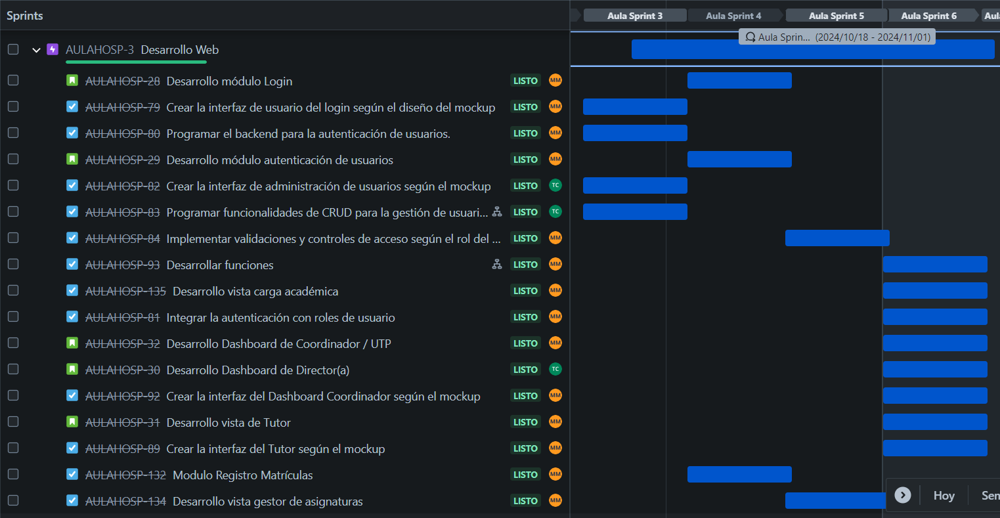 Sprints
Aula Sprint 3 Aula Sprint 4 Aula Sprint 5 Aula Sprint 6 Aul
Aula Sprin... (2024/10/18 - 2024/11/01)
AULAHOSP-3 Desarrollo Web
AULAHOSP-28 Desarrollo módulo Login LISTO MM
AULAHOSP-79 Crear la interfaz de usuario del login según el diseño del mockup LISTO MM
AULAHOSP-80 Programar el backend para la autenticación de usuarios. LISTO MM
AULAHOSP-29 Desarrollo módulo autenticación de usuarios LISTO MM
AULAHOSP-82 Crear la interfaz de administración de usuarios según el mockup LISTO TC
AULAHOSP-83 Programar funcionalidades de CRUD para la gestión de usuari... LISTO TC
AULAHOSP-84 Implementar validaciones y controles de acceso según el rol del ... LISTO MM
AULAHOSP-93 Desarrollar funciones LISTO MM
AULAHOSP-135 Desarrollo vista carga académica LISTO MM
AULAHOSP-81 Integrar la autenticación con roles de usuario LISTO MM
AULAHOSP-32 Desarrollo Dashboard de Coordinador / UTP LISTO MM
AULAHOSP-30 Desarrollo Dashboard de Director(a) LISTO TC
AULAHOSP-92 Crear la interfaz del Dashboard Coordinador según el mockup LISTO MM
AULAHOSP-31 Desarrollo vista de Tutor LISTO MM
AULAHOSP-89 Crear la interfaz del Tutor según el mockup LISTO MM
AULAHOSP-132 Modulo Registro Matrículas LISTO MM
AULAHOSP-134 Desarrollo vista gestor de asignaturas LISTO MM
Hoy Sen